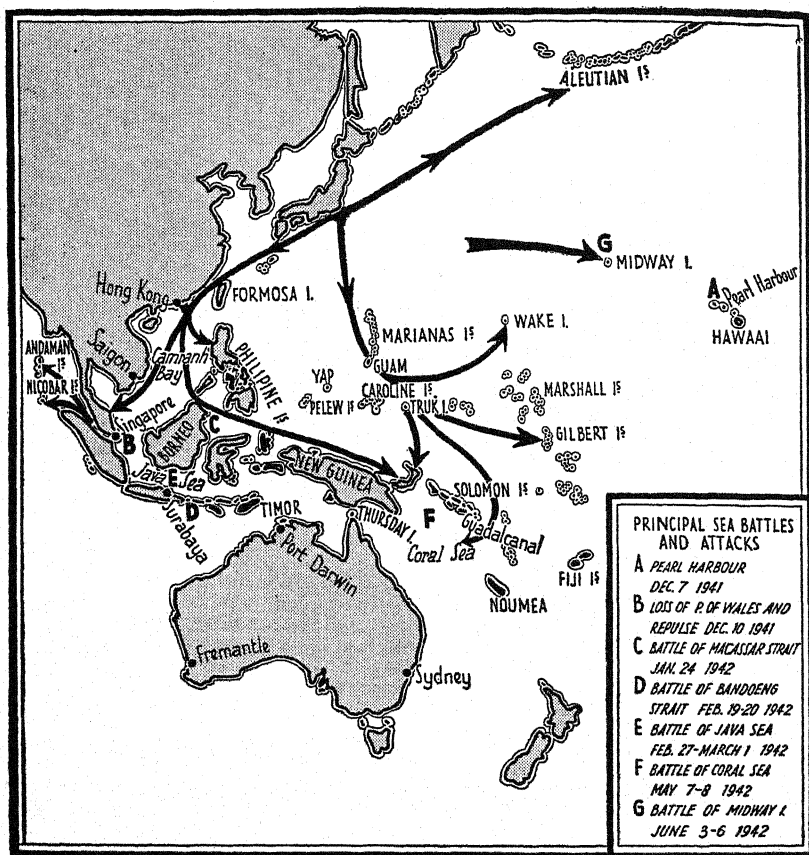 ALEUTIAN Is
G
MIDWAY I.
A
Pearl Harbour
HAWAAI
Hong Kong
FORMOSA I.
MARIANAS Is
WAKE I.
GUAM
ANDAMAN
Is
NICOBAR Is
Saigon
Camranh
Bay
PHILIPINE Is
YAP
CAROLINE Is
PELEW Is
TRUK I.
MARSHALL Is
GILBERT Is
Singapore
B
BORNEO
C
Java Sea
E
D
Surabaya
TIMOR
NEW GUINEA
THURSDAY I.
F
SOLOMON Is
Guadalcanal
Coral Sea
Port Darwin
NOUMEA
FIJI Is
Fremantle
Sydney
PRINCIPAL SEA BATTLES
AND ATTACKS
A PEARL HARBOUR
DEC. 7 1941
B LOSS OF P. OF WALES AND
REPULSE DEC. 10 1941
C BATTLE OF MACASSAR STRAIT
JAN. 24 1942
D BATTLE OF BANDOENG
STRAIT FEB. 19-20 1942
E BATTLE OF JAVA SEA
FEB. 27-MARCH 1 1942
F BATTLE OF CORAL SEA
MAY 7-8 1942
G BATTLE OF MIDWAY I.
JUNE 3-6 1942